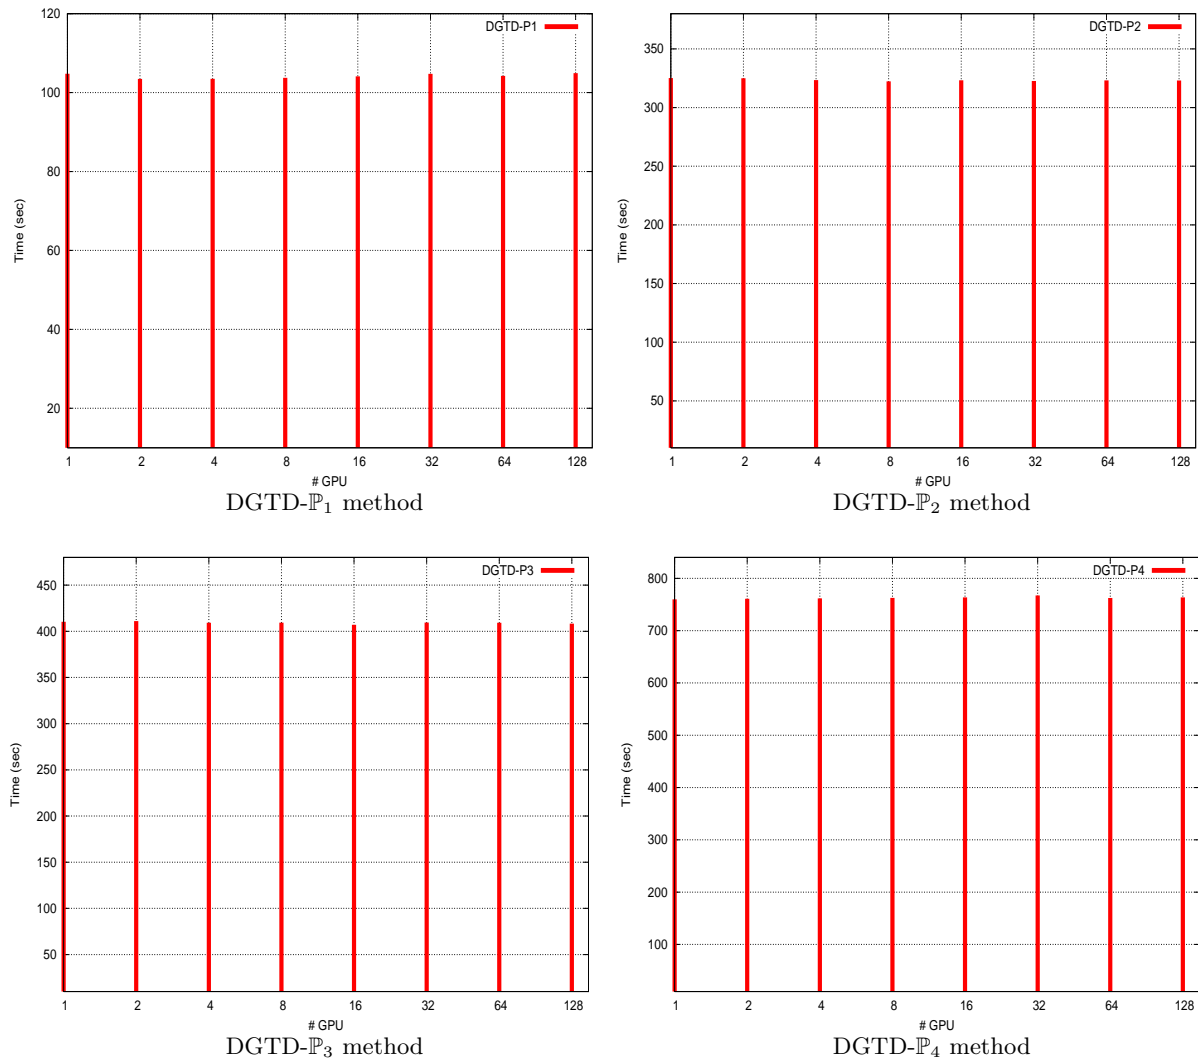 DGTD-P1
120
100
80
60
40
20
Time (sec)
1 2 4 8 16 32 64 128
# GPU
DGTD-ℙ₁ method
DGTD-P2
350
300
250
200
150
100
50
Time (sec)
1 2 4 8 16 32 64 128
# GPU
DGTD-ℙ₂ method
DGTD-P3
450
400
350
300
250
200
150
100
50
Time (sec)
1 2 4 8 16 32 64 128
# GPU
DGTD-ℙ₃ method
DGTD-P4
800
700
600
500
400
300
200
100
Time (sec)
1 2 4 8 16 32 64 128
# GPU
DGTD-ℙ₄ method